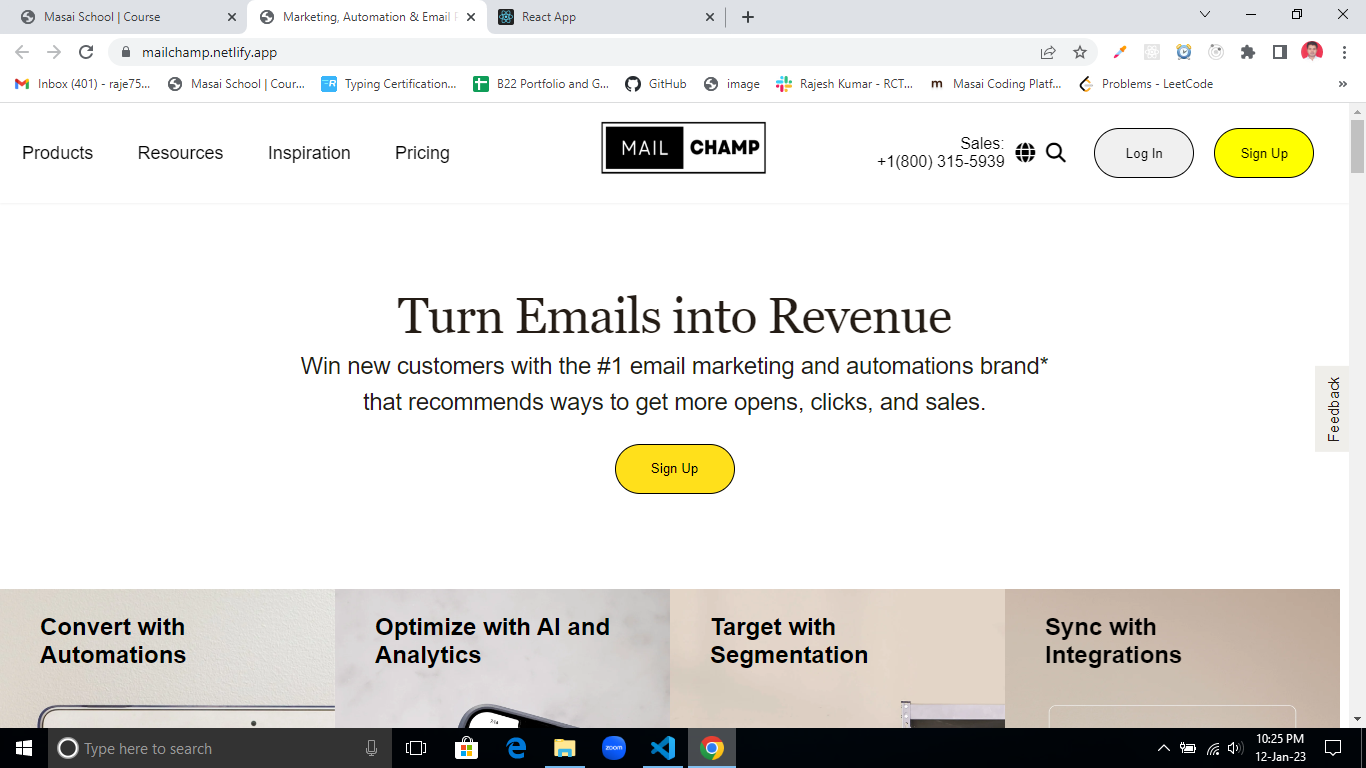 Masai School | Course
Marketing, Automation & Email
React App
mailchamp.netlify.app
Inbox (401) - raje75...
Masai School | Cour...
Typing Certification...
B22 Portfolio and G...
GitHub
image
Rajesh Kumar - RCT...
Masai Coding Platf...
Problems - LeetCode
»
Products
Resources
Inspiration
Pricing
MAIL CHAMP
Sales:
+1(800) 315-5939
Log In
Sign Up
Turn Emails into Revenue
Win new customers with the #1 email marketing and automations brand*
that recommends ways to get more opens, clicks, and sales.
Sign Up
Feedback
Convert with
Automations
Optimize with AI and
Analytics
Target with
Segmentation
Sync with
Integrations
Type here to search
zoom
10:25 PM
12-Jan-23